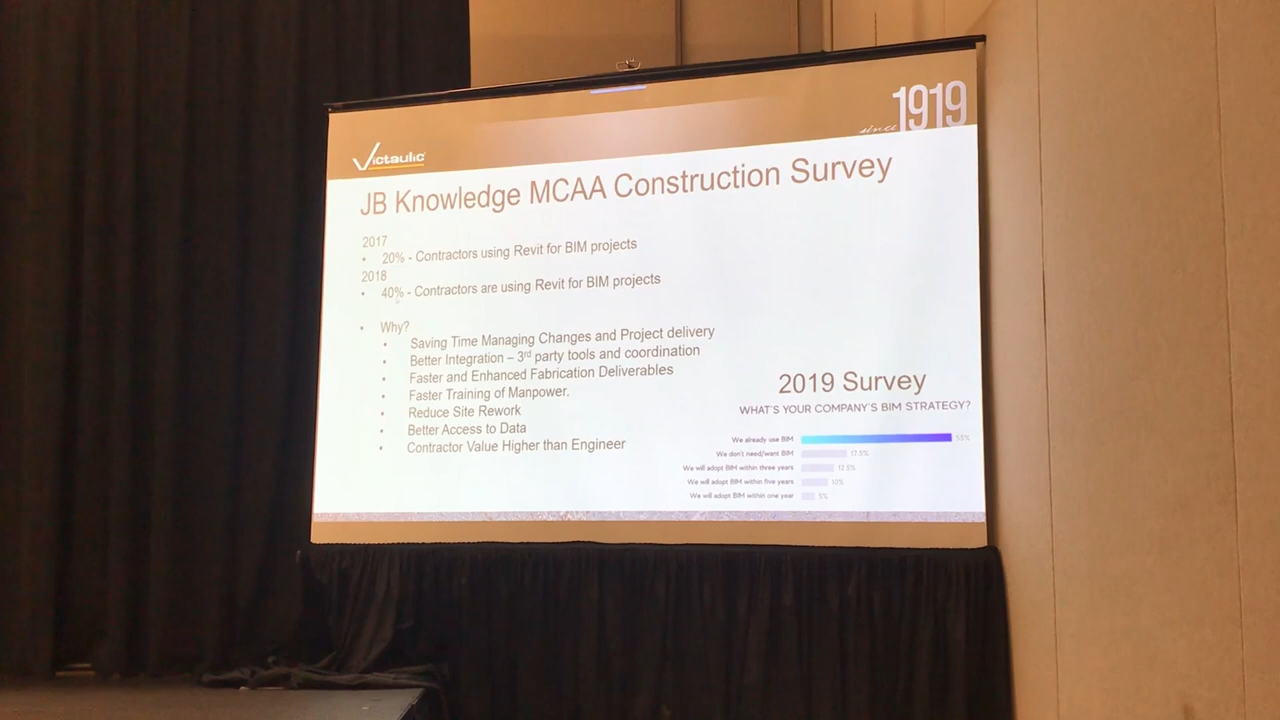 since 1919
Victaulic
JB Knowledge MCAA Construction Survey
2017
• 20% - Contractors using Revit for BIM projects
2018
• 40% - Contractors are using Revit for BIM projects
• Why?
• Saving Time Managing Changes and Project delivery
• Better Integration – 3rd party tools and coordination
• Faster and Enhanced Fabrication Deliverables
• Faster Training of Manpower.
• Reduce Site Rework
• Better Access to Data
• Contractor Value Higher than Engineer
2019 Survey
WHAT'S YOUR COMPANY'S BIM STRATEGY?
We already use BIM 55%
We don't need/want BIM 17.5%
We will adopt BIM within three years 12.5%
We will adopt BIM within five years 10%
We will adopt BIM within one year 5%